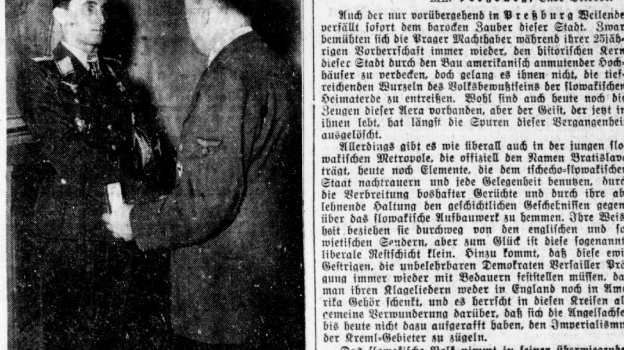 Auch der nur vorübergehend in Preßburg Weilende
verfällt sofort dem barocken Zauber dieser Stadt. Zwar
bemühten sich die Prager Machthaber während ihrer 25jäh-
rigen Vorherrschaft immer wieder, den historischen Kern
dieser Stadt durch den Bau amerikanisch anmutender Hoch-
häuser zu verdecken, doch gelang es ihnen nicht, die tief-
reichenden Wurzeln des Volksbewußtseins der slowakischen
Heimaterde zu entreißen. Wohl sind auch heute noch die
Zeugen dieser Aera vorhanden, aber der Geist, der jetzt in
ihnen lebt, hat längst die Spuren dieser Vergangenheit
ausgelöscht.
Allerdings gibt es wie überall auch in der jungen slo-
wakischen Metropole, die offiziell den Namen Bratislava
trägt, heute noch Elemente, die dem tschecho-slowakischen
Staat nachtrauern und jede Gelegenheit benutzen, durch
die Verbreitung boshafter Gerüchte und durch ihre ab-
lehnende Haltung den geschichtlichen Geschehnissen gegen-
über das slowakische Aufbauwerk zu hemmen. Ihre Weis-
heit beziehen sie durchweg von den englischen und so-
wjetischen Sendern, aber zum Glück ist diese sogenannte
liberale Restschicht klein. Hinzu kommt, daß diese ewig
Gestrigen, die unbelehrbaren Demokraten Versailler Prä-
gung immer wieder mit Bedauern feststellen müssen, daß
man ihren Klageliedern weder in England noch in Ame-
rika Gehör schenkt, und es herrscht in diesen Kreisen all-
gemeine Verwunderung darüber, daß sich die Angelsachsen
bis heute nicht dazu aufgerafft haben, den Imperialismus
der Kreml-Gebieter zu zügeln.